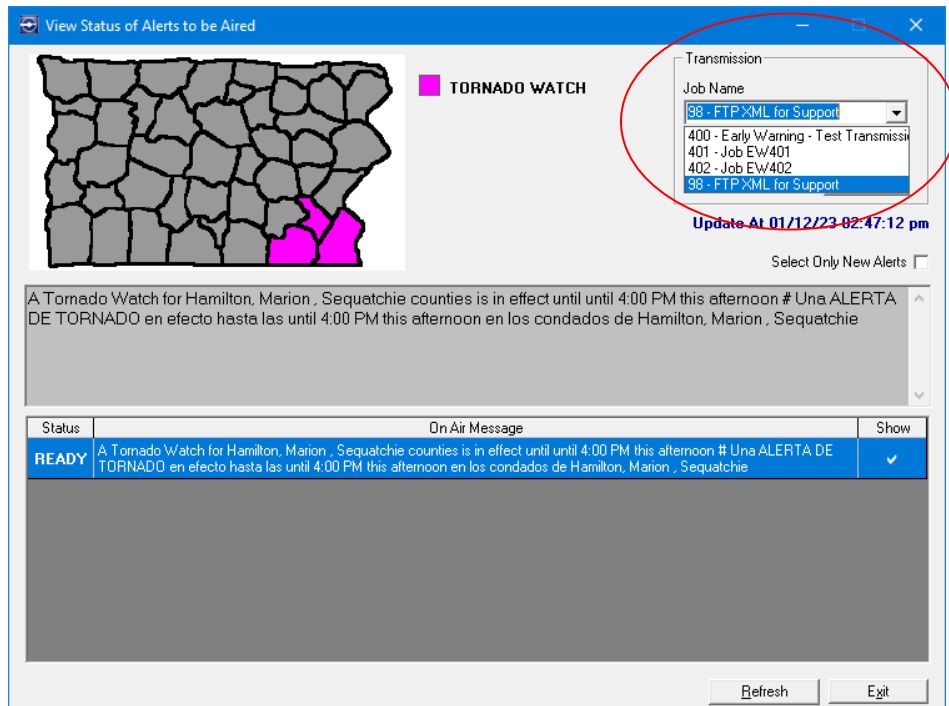 View Status of Alerts to be Aired
TORNADO WATCH
Transmission
Job Name
98 - FTP XML for Support
400 - Early Warning - Test Transmissi
401 - Job EW401
402 - Job EW402
98 - FTP XML for Support
Update At 01/12/23 02:47:12 pm
Select Only New Alerts
A Tornado Watch for Hamilton, Marion , Sequatchie counties is in effect until until 4:00 PM this afternoon # Una ALERTA
DE TORNADO en efecto hasta las until 4:00 PM this afternoon en los condados de Hamilton, Marion , Sequatchie
Status On Air Message Show
READY
A Tornado Watch for Hamilton, Marion , Sequatchie counties is in effect until until 4:00 PM this afternoon # Una ALERTA DE
TORNADO en efecto hasta las until 4:00 PM this afternoon en los condados de Hamilton, Marion , Sequatchie
Refresh Exit